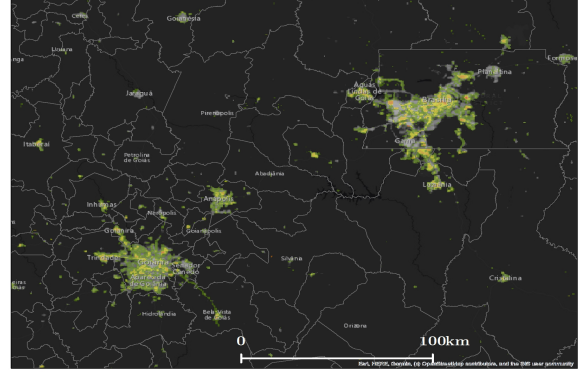 Ceres
Goianésia
Uruana
Jaraguá
Pirenópolis
Itaberaí
Petrolina
de Goiás
Abadiânia
Anápolis
Inhumas
Nerópolis
Goianira
Goianápolis
Trindade
Goiânia
Senador
Canedo
Aparecida
de Goiânia
Hidrolândia
Bela Vista
de Goiás
Silvânia
Orizona
Cristalina
Luziânia
Gama
Brasília
Águas
Lindas de
Goiás
Planaltina
Formosa
0
100km
Esri, HERE, Garmin, (c) OpenStreetMap contributors, and the GIS user community